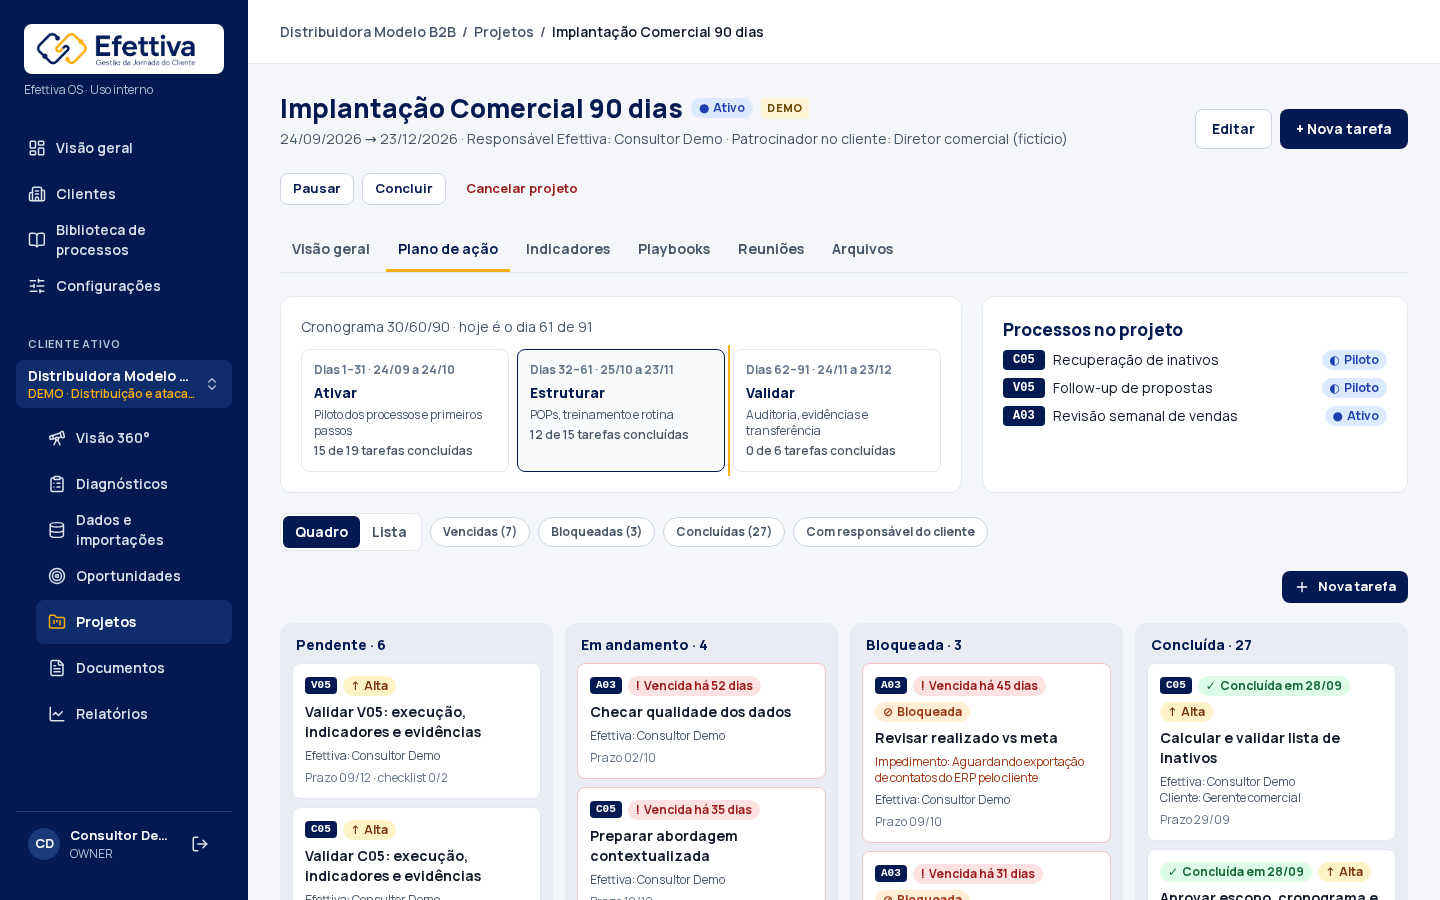 Efettiva
Gestão da Jornada do Cliente
Efettiva OS · Uso interno
Visão geral
Clientes
Biblioteca de
processos
Configurações
CLIENTE ATIVO
Distribuidora Modelo ...
DEMO · Distribuição e ataca...
Visão 360°
Diagnósticos
Dados e
importações
Oportunidades
Projetos
Documentos
Relatórios
CD
Consultor De...
OWNER
Distribuidora Modelo B2B / Projetos / Implantação Comercial 90 dias
Implantação Comercial 90 dias
● Ativo
DEMO
24/09/2026 → 23/12/2026 · Responsável Efettiva: Consultor Demo · Patrocinador no cliente: Diretor comercial (fictício)
Editar
+ Nova tarefa
Pausar
Concluir
Cancelar projeto
Visão geral
Plano de ação
Indicadores
Playbooks
Reuniões
Arquivos
Cronograma 30/60/90 · hoje é o dia 61 de 91
Dias 1–31 · 24/09 a 24/10
Ativar
Piloto dos processos e primeiros
passos
15 de 19 tarefas concluídas
Dias 32–61 · 25/10 a 23/11
Estruturar
POPs, treinamento e rotina
12 de 15 tarefas concluídas
Dias 62–91 · 24/11 a 23/12
Validar
Auditoria, evidências e
transferência
0 de 6 tarefas concluídas
Processos no projeto
C05 Recuperação de inativos ◐ Piloto
V05 Follow-up de propostas ◐ Piloto
A03 Revisão semanal de vendas ● Ativo
Quadro
Lista
Vencidas (7)
Bloqueadas (3)
Concluídas (27)
Com responsável do cliente
+ Nova tarefa
Pendente · 6
V05 ↑ Alta
Validar V05: execução,
indicadores e evidências
Efettiva: Consultor Demo
Prazo 09/12 · checklist 0/2
C05 ↑ Alta
Validar C05: execução,
indicadores e evidências
Efettiva: Consultor Demo
Em andamento · 4
A03 ! Vencida há 52 dias
Checar qualidade dos dados
Efettiva: Consultor Demo
Prazo 02/10
C05 ! Vencida há 35 dias
Preparar abordagem
contextualizada
Efettiva: Consultor Demo
Bloqueada · 3
A03 ! Vencida há 45 dias
⊘ Bloqueada
Revisar realizado vs meta
Impedimento: Aguardando exportação
de contatos do ERP pelo cliente
Efettiva: Consultor Demo
Prazo 09/10
A03 ! Vencida há 31 dias
⊘ Bloqueada
Concluída · 27
C05 ✓ Concluída em 28/09
↑ Alta
Calcular e validar lista de
inativos
Efettiva: Consultor Demo
Cliente: Gerente comercial
Prazo 29/09
✓ Concluída em 28/09 ↑ Alta
Aprovar escopo, cronograma e